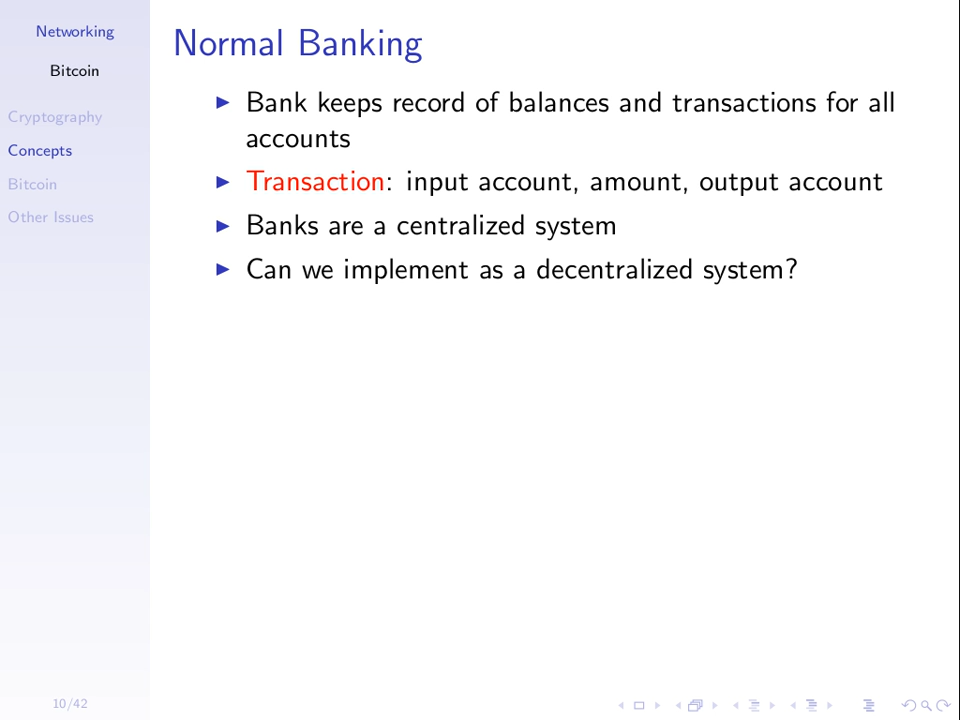 Networking
Bitcoin
Cryptography
Concepts
Bitcoin
Other Issues
10/42
Normal Banking
Bank keeps record of balances and transactions for all
accounts
Transaction: input account, amount, output account
Banks are a centralized system
Can we implement as a decentralized system?